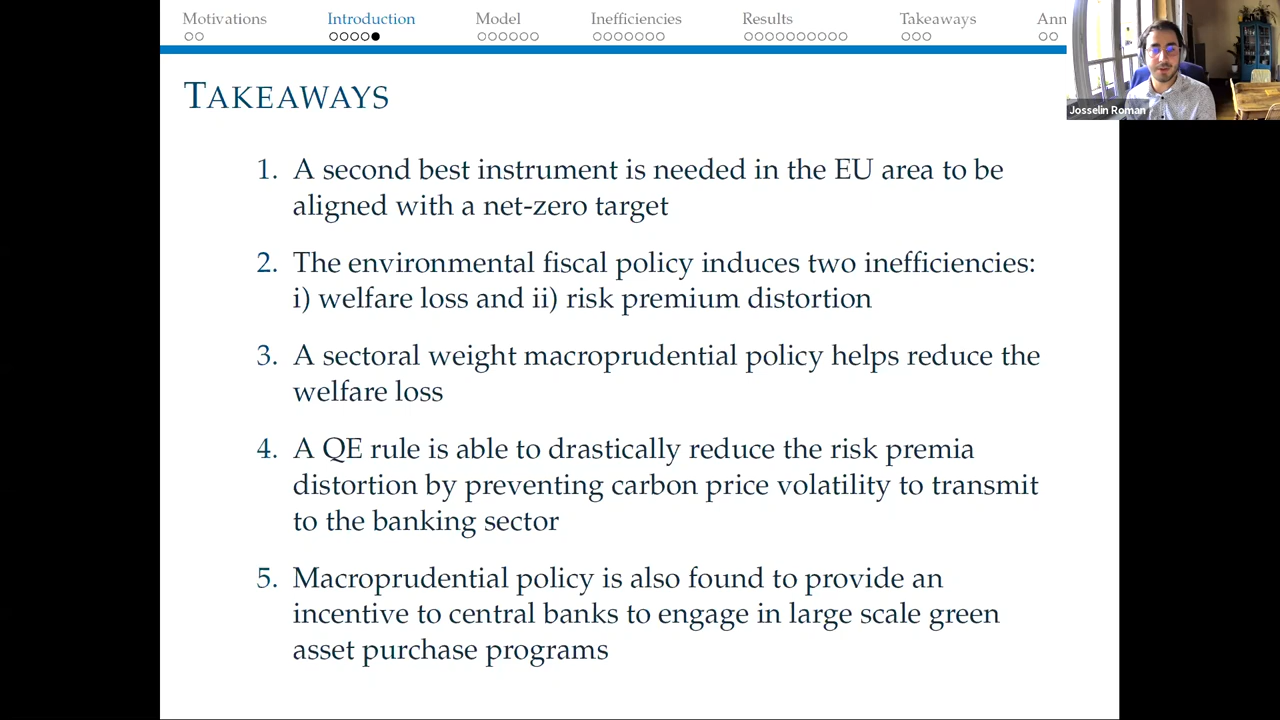 Motivations Introduction Model Inefficiencies Results Takeaways Ann
Josselin Roman
TAKEAWAYS
1. A second best instrument is needed in the EU area to be
aligned with a net-zero target
2. The environmental fiscal policy induces two inefficiencies:
i) welfare loss and ii) risk premium distortion
3. A sectoral weight macroprudential policy helps reduce the
welfare loss
4. A QE rule is able to drastically reduce the risk premia
distortion by preventing carbon price volatility to transmit
to the banking sector
5. Macroprudential policy is also found to provide an
incentive to central banks to engage in large scale green
asset purchase programs